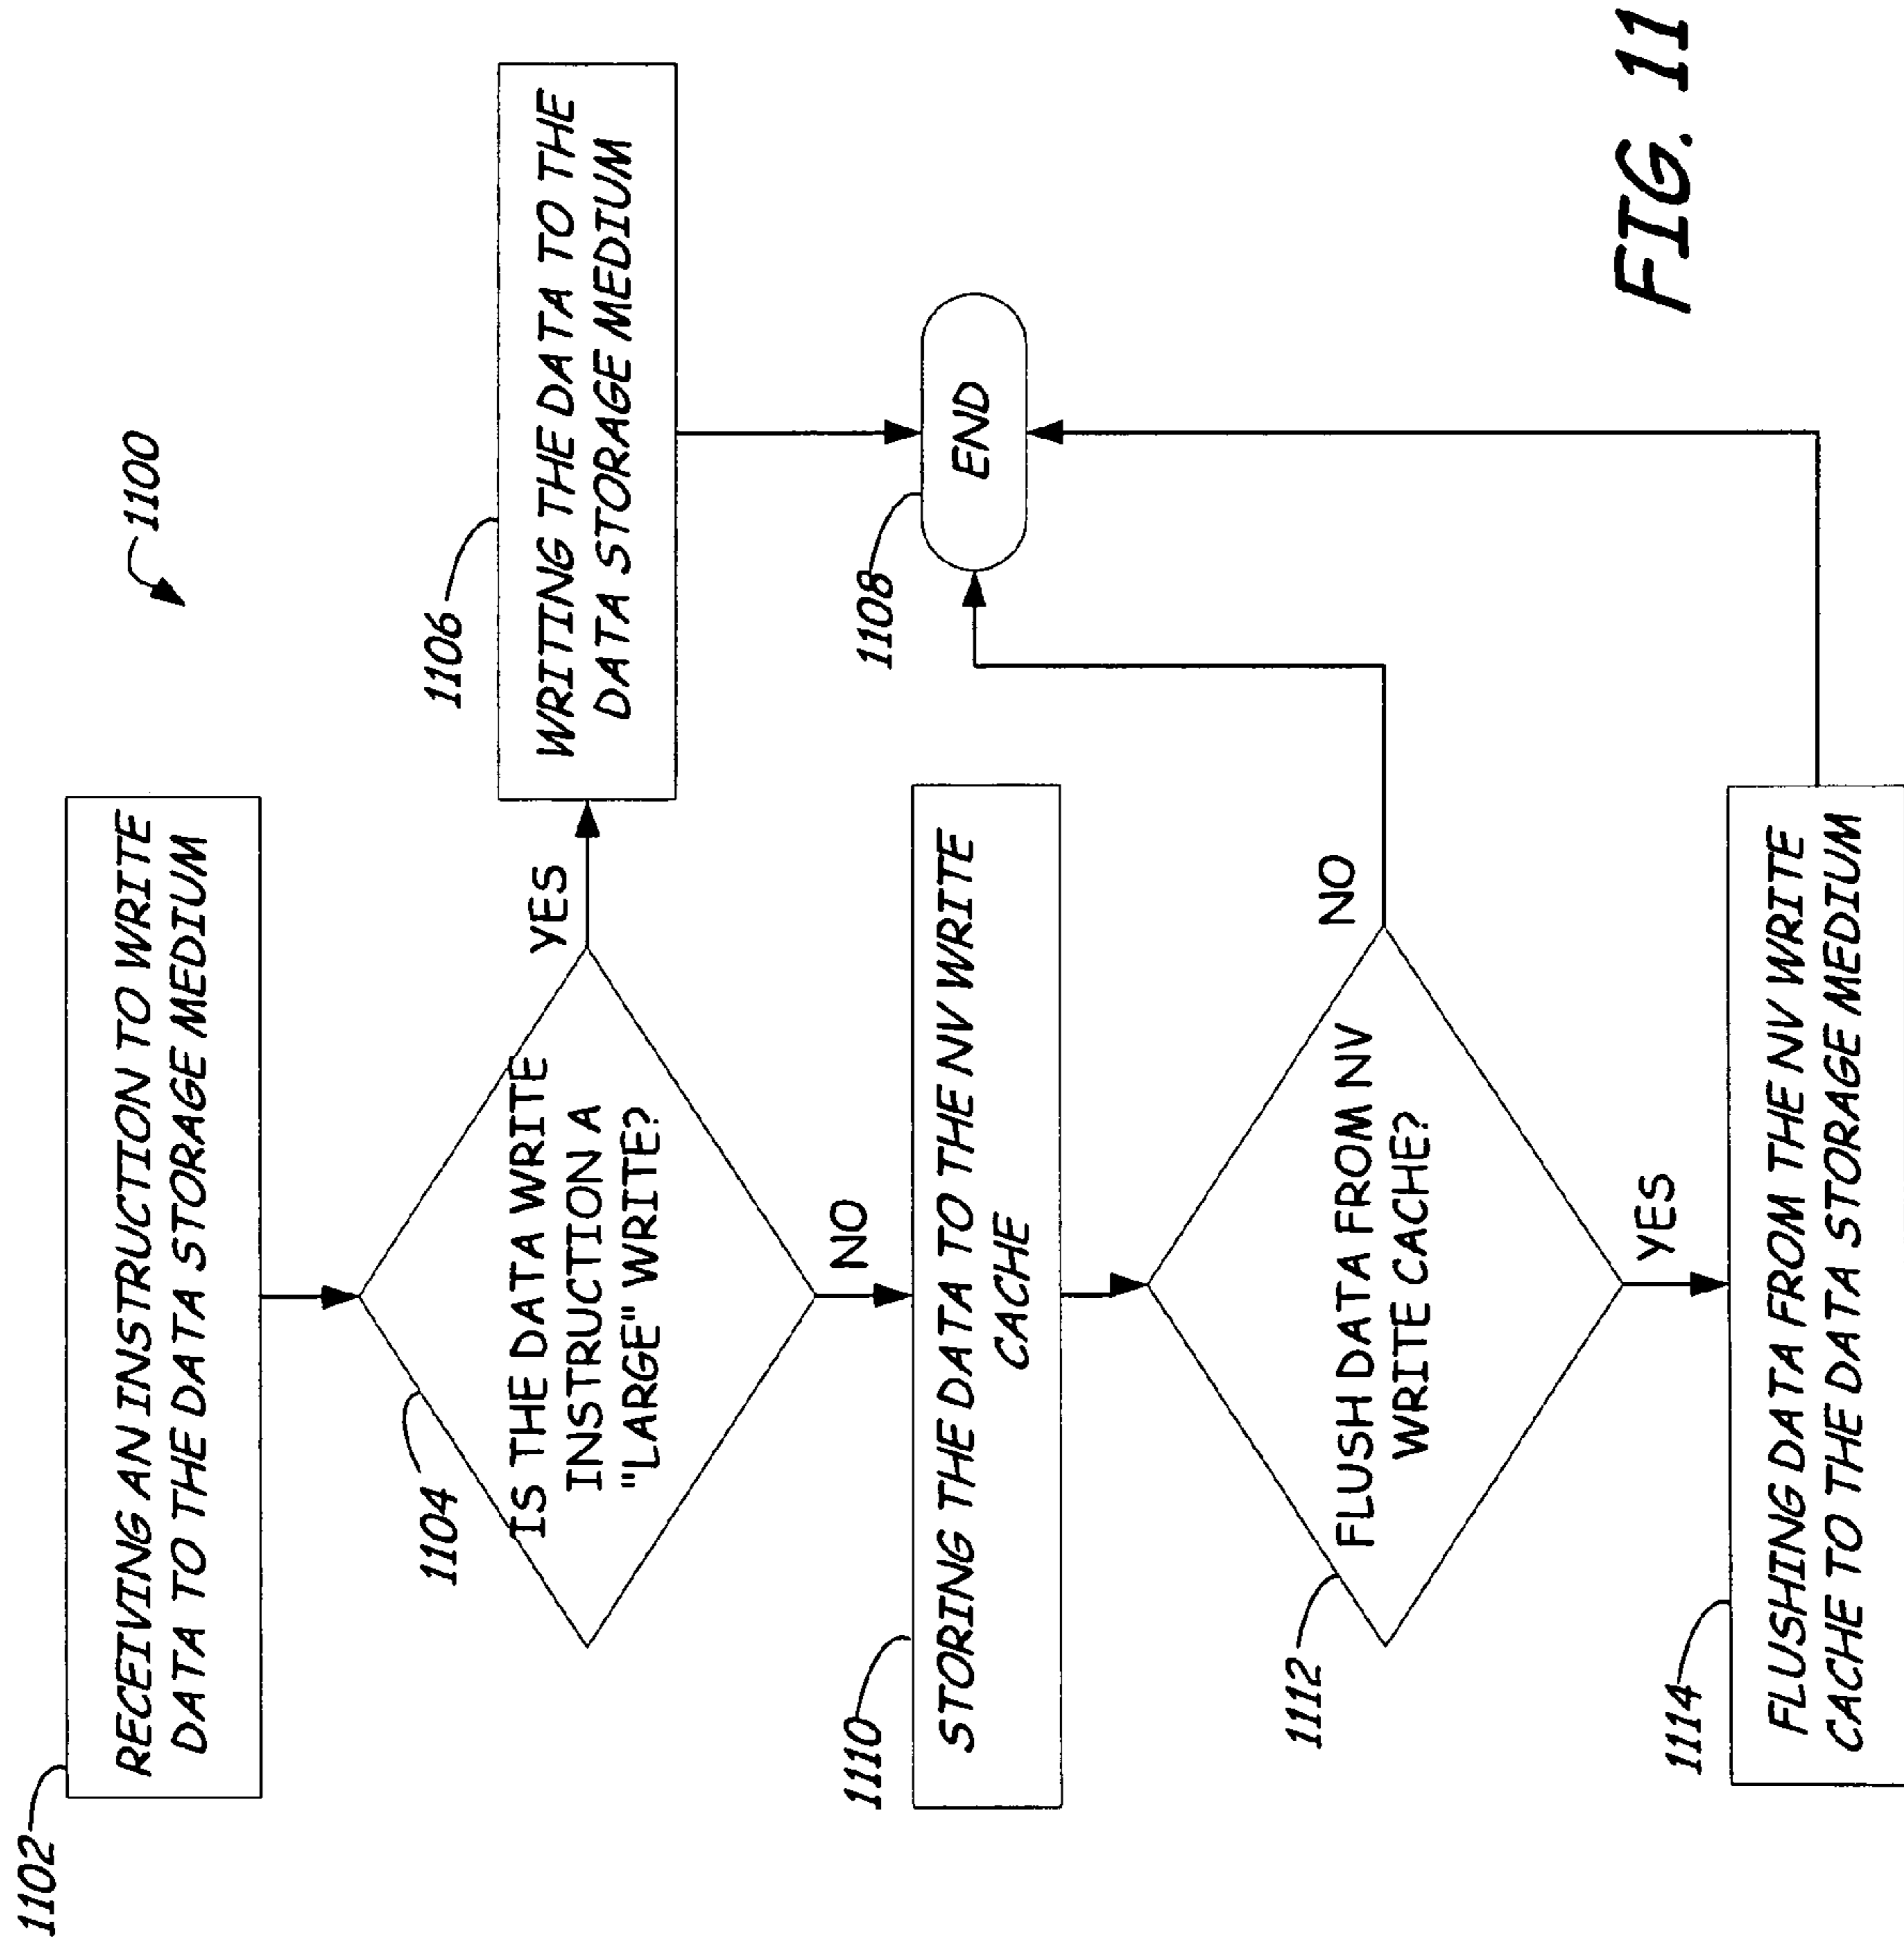 1100
1102
RECEIVING AN INSTRUCTION TO WRITE
DATA TO THE DATA STORAGE MEDIUM
1104
IS THE DATA WRITE
INSTRUCTION A
"LARGE" WRITE?
YES
1106
WRITING THE DATA TO THE
DATA STORAGE MEDIUM
NO
1108
END
1110
STORING THE DATA TO THE NV WRITE
CACHE
1112
FLUSH DATA FROM NV
WRITE CACHE?
NO
YES
1114
FLUSHING DATA FROM THE NV WRITE
CACHE TO THE DATA STORAGE MEDIUM
FIG. 11